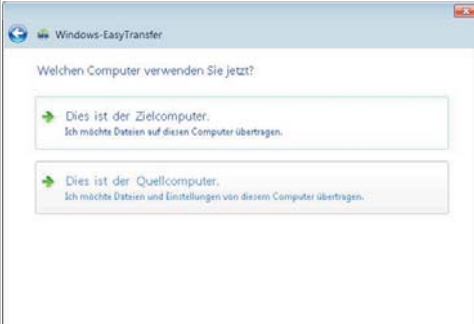 Windows-EasyTransfer
Welchen Computer verwenden Sie jetzt?
Dies ist der Zielcomputer.
Ich möchte Dateien auf diesen Computer übertragen.
Dies ist der Quellcomputer.
Ich möchte Dateien und Einstellungen von diesem Computer übertragen.